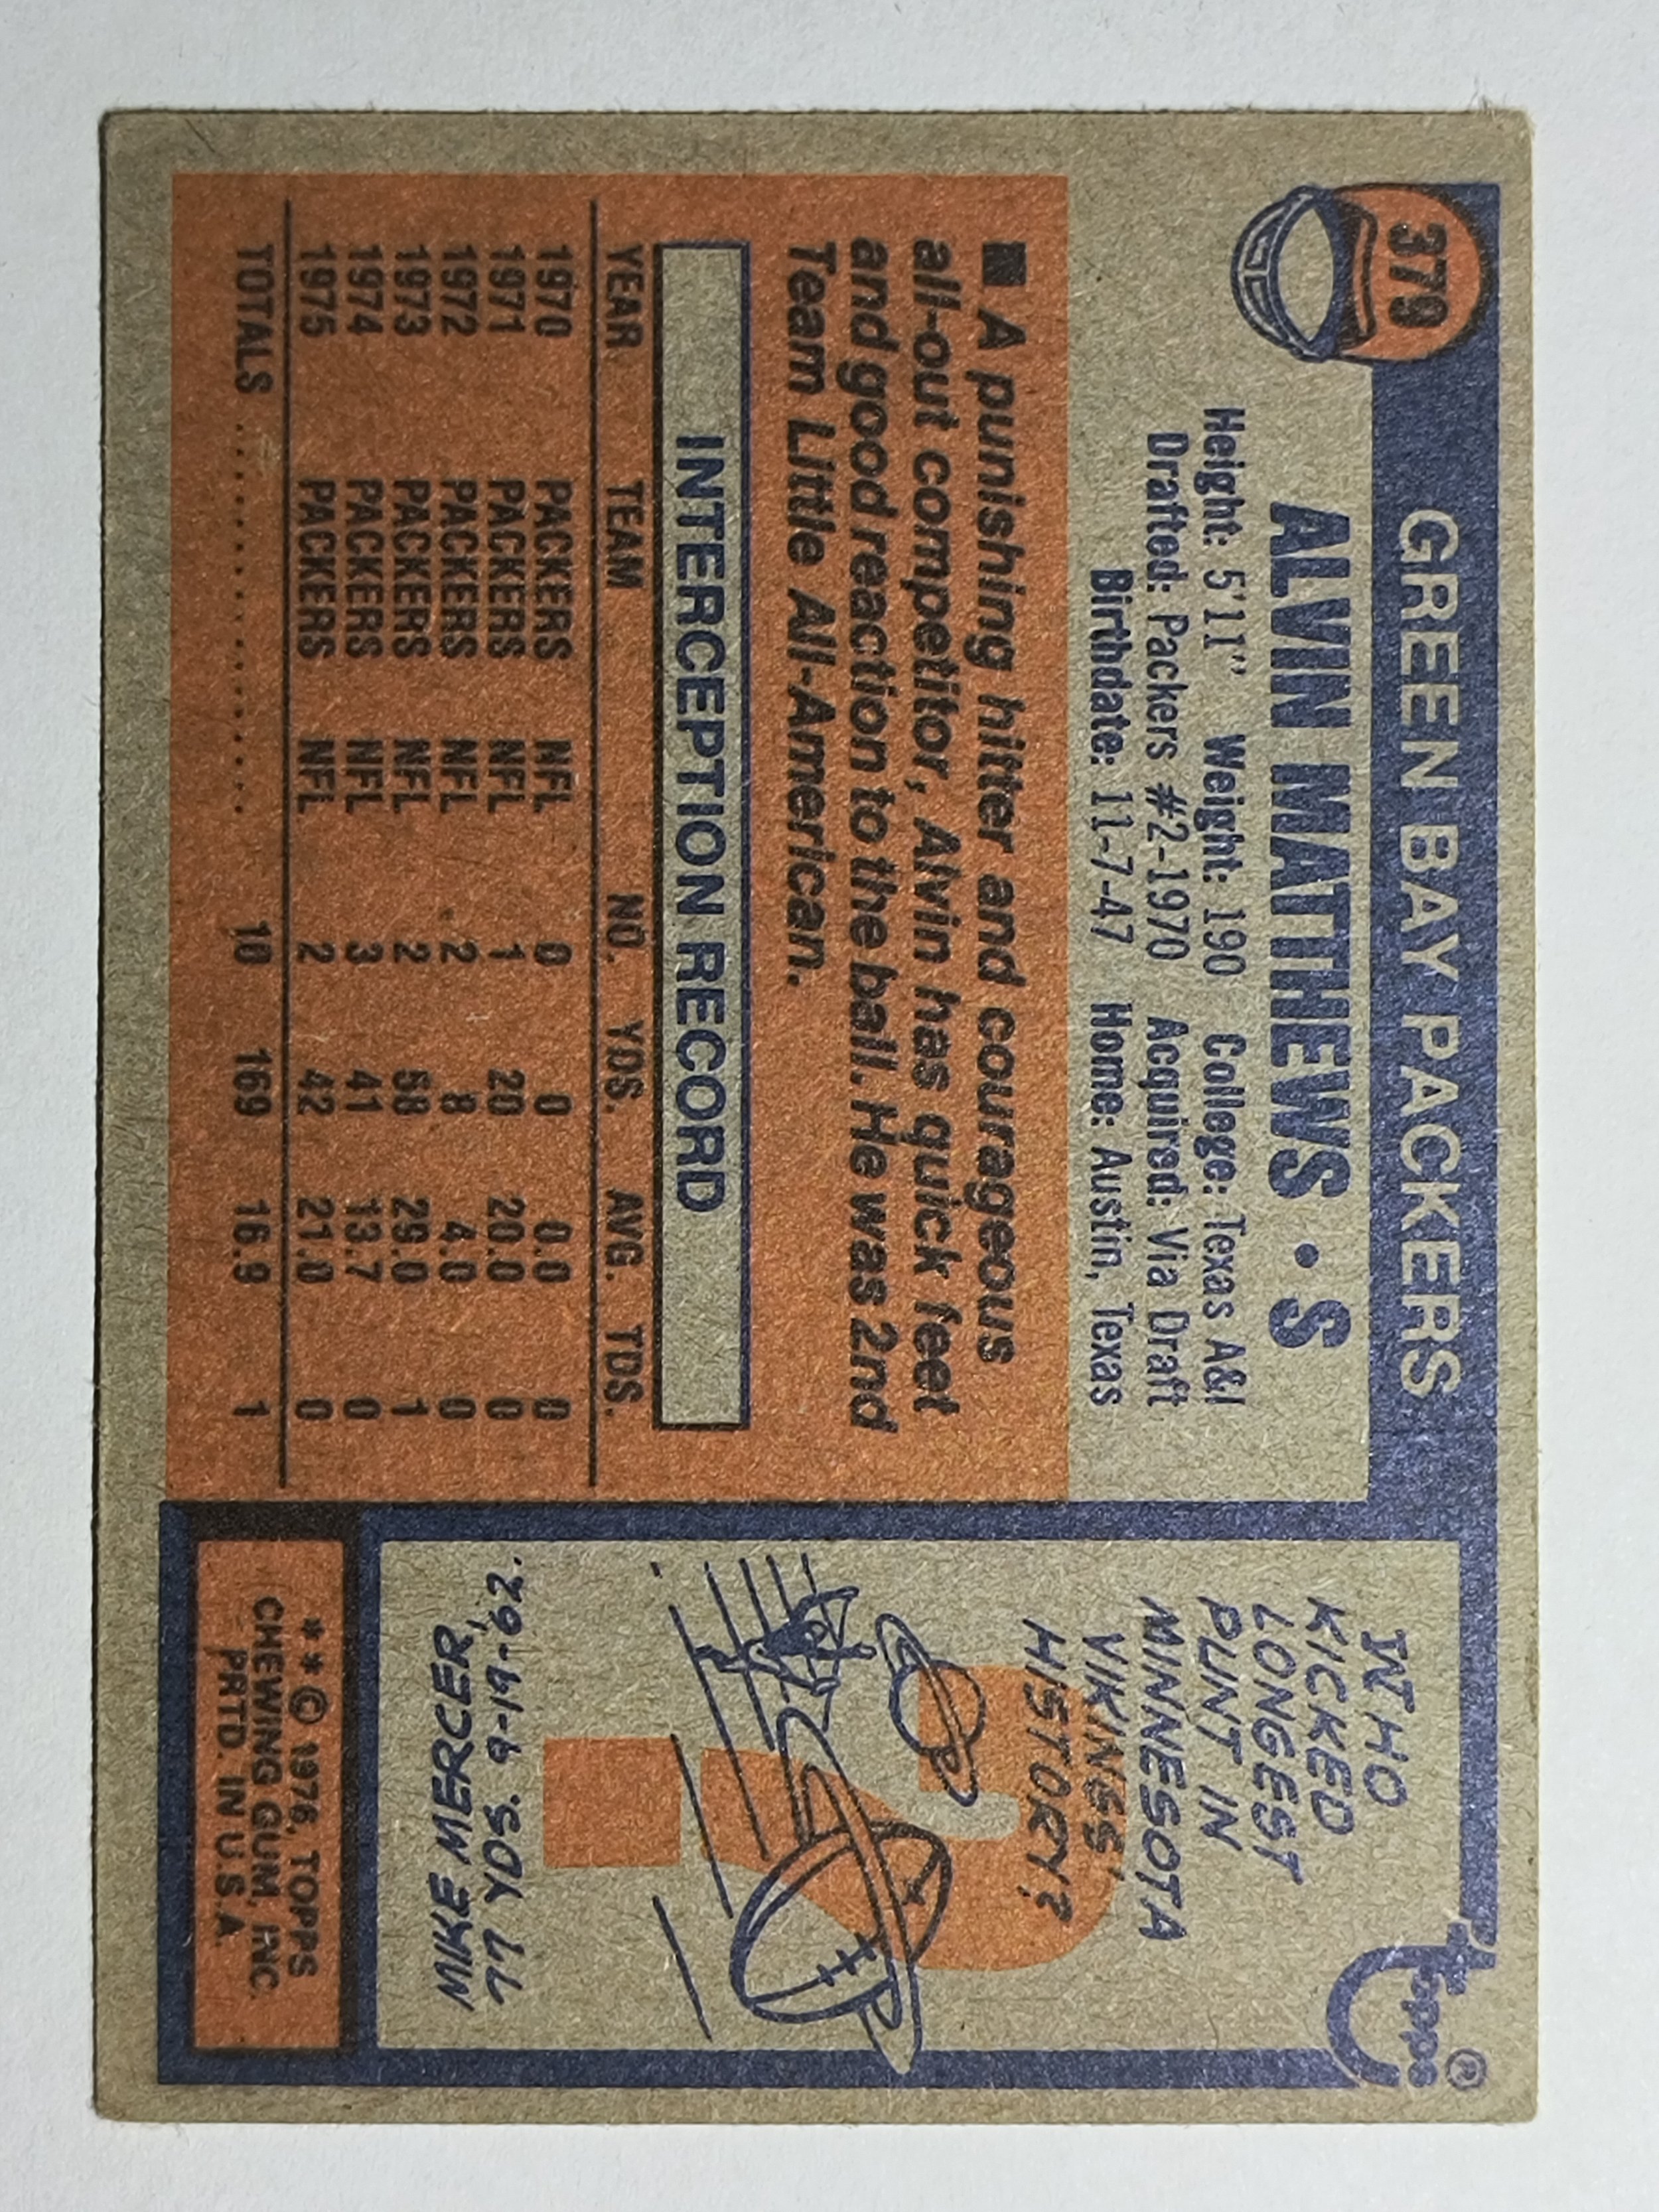 379
GREEN BAY PACKERS
ALVIN MATTHEWS • S
Height: 5'11" Weight: 190 College: Texas A&I
Drafted: Packers #2-1970 Acquired: Via Draft
Birthdate: 11-7-47 Home: Austin, Texas
■ A punishing hitter and courageous
all-out competitor, Alvin has quick feet
and good reaction to the ball. He was 2nd
Team Little All-American.
INTERCEPTION RECORD
YEAR TEAM NO. YDS. AVG. TDS.
1970 PACKERS NFL 0 0 0.0 0
1971 PACKERS NFL 1 20 20.0 0
1972 PACKERS NFL 2 8 4.0 0
1973 PACKERS NFL 2 58 29.0 1
1974 PACKERS NFL 3 41 13.7 0
1975 PACKERS NFL 2 42 21.0 0
TOTALS .................. 10 169 16.9 1
topps ®
WHO
KICKED
LONGEST
PUNT IN
MINNESOTA
VIKINGS'
HISTORY?
MIKE MERCER,
77 YDS. 9-19-'62.
* * © 1976, TOPPS
CHEWING GUM, INC.
PRTD. IN U.S.A.